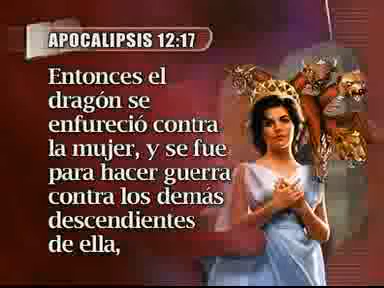 APOCALIPSIS 12:17
Entonces el
dragón se
enfureció contra
la mujer, y se fue
para hacer guerra
contra los demás
descendientes
de ella,